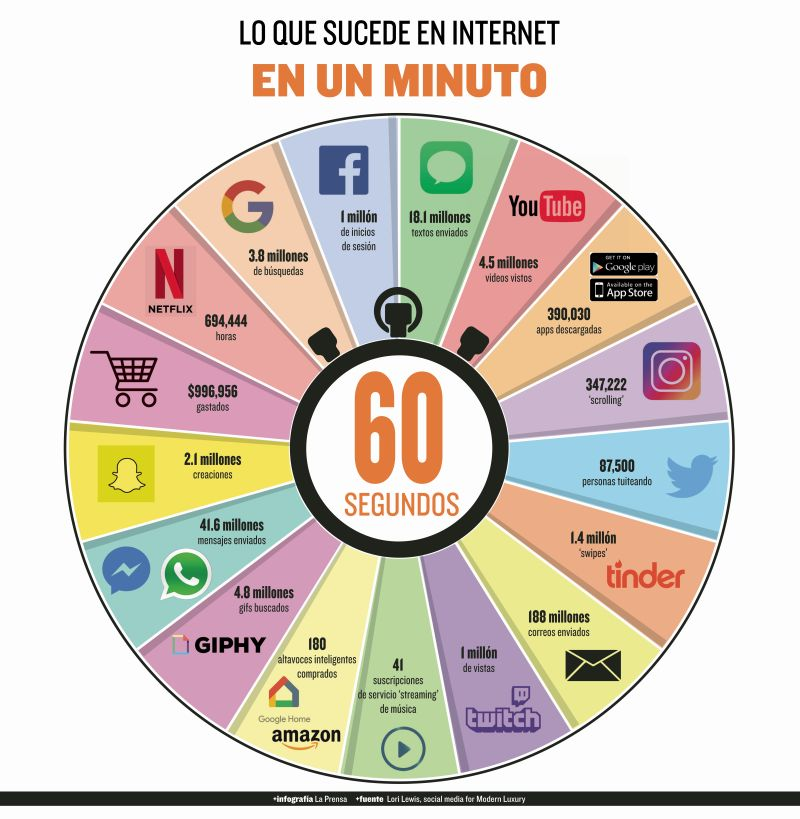 LO QUE SUCEDE EN INTERNET
EN UN MINUTO
1 millón
de inicios
de sesión
18.1 millones
textos enviados
YouTube
4.5 millones
videos vistos
GET IT ON
Google play
Available on the
App Store
390,030
apps descargadas
347,222
'scrolling'
87,500
personas tuiteando
1.4 millón
'swipes'
tinder
188 millones
correos enviados
1 millón
de vistas
twitch
41
suscripciones
de servicio 'streaming'
de música
180
altavoces inteligentes
comprados
Google Home
amazon
4.8 millones
gifs buscados
GIPHY
41.6 millones
mensajes enviados
2.1 millones
creaciones
$996,956
gastados
NETFLIX
694,444
horas
3.8 millones
de búsquedas
60
SEGUNDOS
+infografía La Prensa +fuente Lori Lewis, social media for Modern Luxury